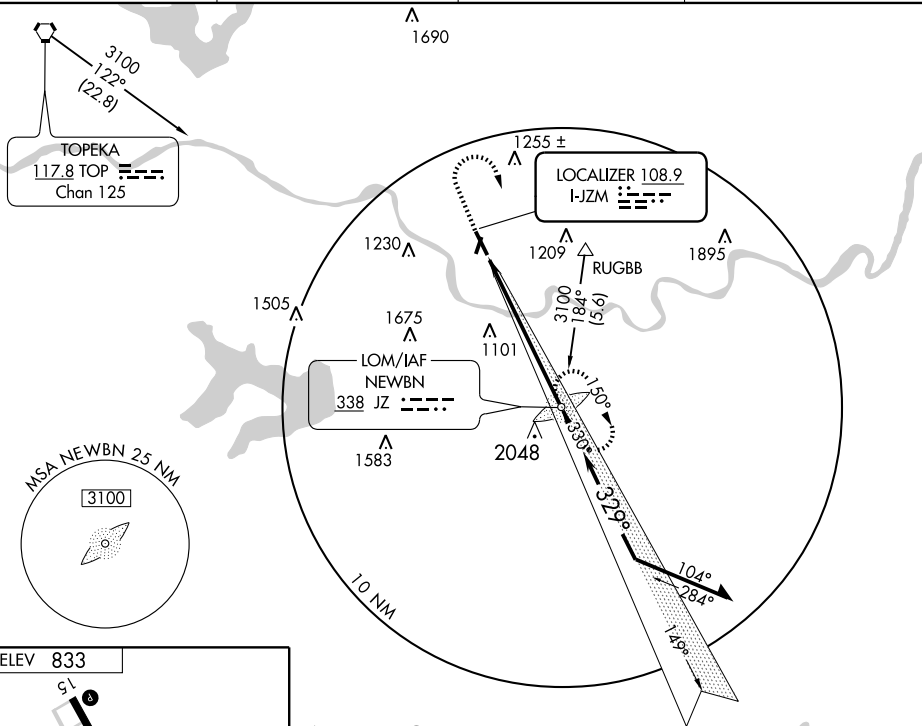 1690
3100
122°
(22.8)
TOPEKA
117.8 TOP
Chan 125
1255 ±
LOCALIZER 108.9
I-JZM
1230
1209
RUGBB
1895
3100
184°
(5.6)
1505
1675
1101
LOM/IAF
NEWBN
338 JZ
150°
330°
2048
1583
MSA NEWBN 25 NM
3100
329°
104°
284°
10 NM
149°
ELEV 833
15
P